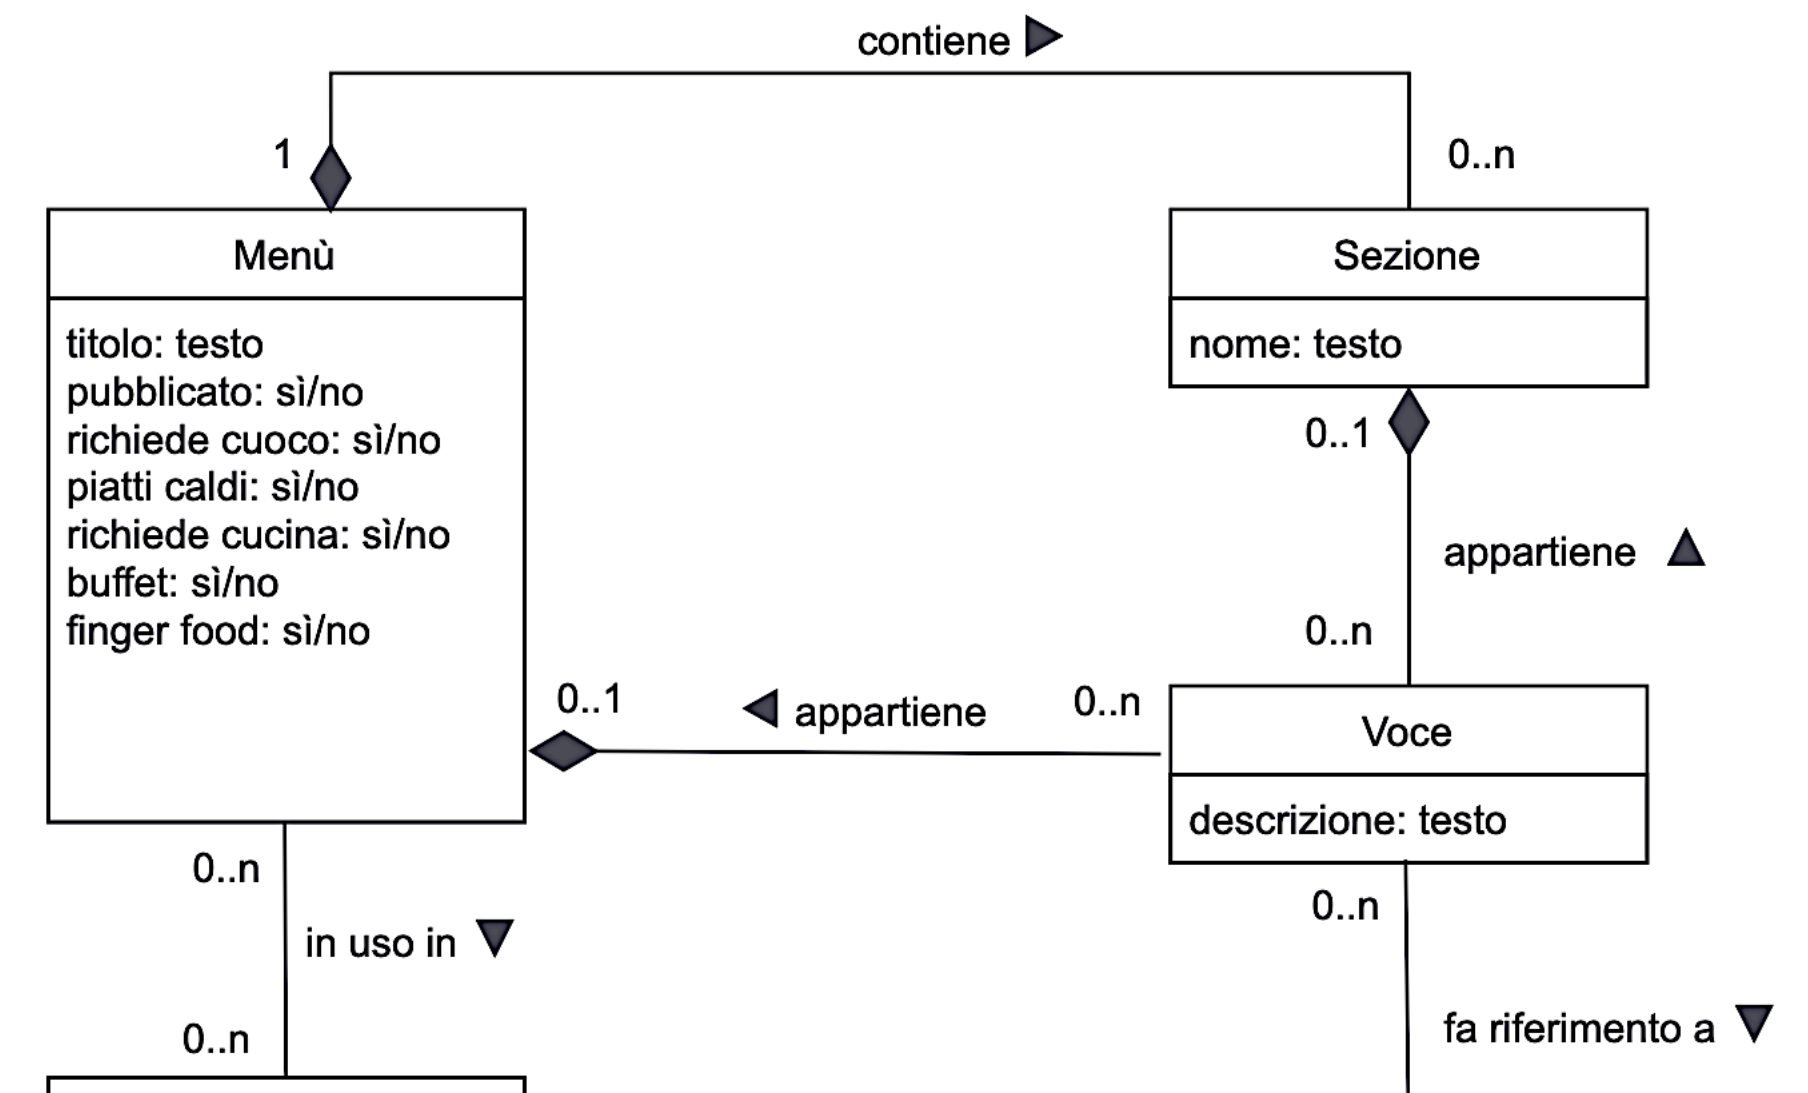 contiene
1
0..n
Menù
Sezione
titolo: testo
pubblicato: sì/no
richiede cuoco: sì/no
piatti caldi: sì/no
richiede cucina: sì/no
buffet: sì/no
finger food: sì/no
nome: testo
0..1
appartiene
0..n
0..1
appartiene
0..n
Voce
descrizione: testo
0..n
in uso in
0..n
0..n
fa riferimento a